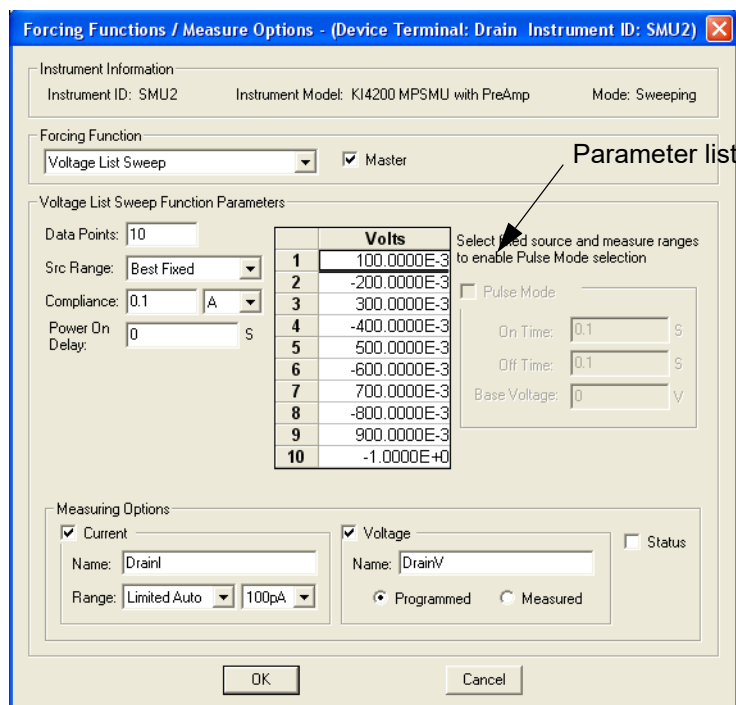 Forcing Functions / Measure Options - (Device Terminal: Drain Instrument ID: SMU2)
Instrument Information
Instrument ID: SMU2 Instrument Model: KI4200 MPSMU with PreAmp Mode: Sweeping
Forcing Function
Voltage List Sweep Master
Parameter list
Voltage List Sweep Function Parameters
Data Points: 10
Src Range: Best Fixed
Compliance: 0.1 A
Power On Delay: 0 S
Volts
1 100.0000E-3
2 -200.0000E-3
3 300.0000E-3
4 -400.0000E-3
5 500.0000E-3
6 -600.0000E-3
7 700.0000E-3
8 -800.0000E-3
9 900.0000E-3
10 -1.0000E+0
Select fixed source and measure ranges
to enable Pulse Mode selection
Pulse Mode
On Time: 0.1 S
Off Time: 0.1 S
Base Voltage: 0 V
Measuring Options
Current
Name: DrainI
Range: Limited Auto 100pA
Voltage
Name: DrainV
Programmed Measured
Status
OK Cancel